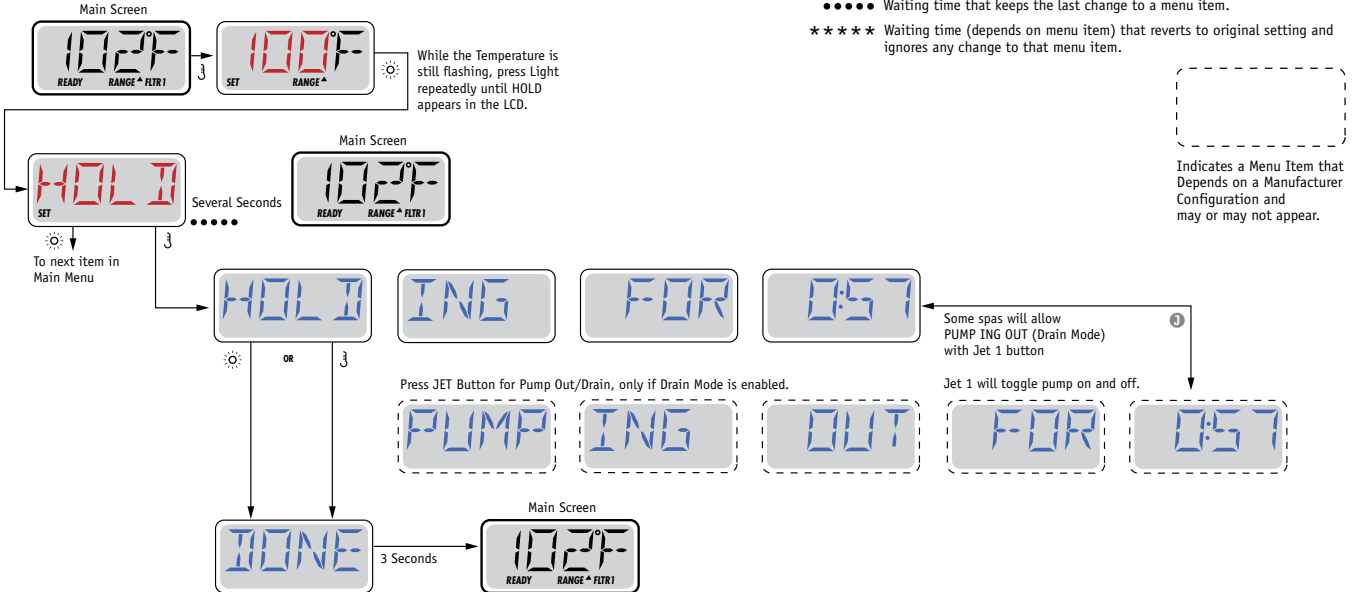 Main Screen
102°F
READY RANGE FLTR1
100°F
SET RANGE
While the Temperature is
still flashing, press Light
repeatedly until HOLD
appears in the LCD.
••••• Waiting time that keeps the last change to a menu item.
***** Waiting time (depends on menu item) that reverts to original setting and
ignores any change to that menu item.
Indicates a Menu Item that
Depends on a Manufacturer
Configuration and
may or may not appear.
HOLD
SET
Several Seconds
•••••
Main Screen
102°F
READY RANGE FLTR1
To next item in
Main Menu
HOLD
ING
FOR
0:57
Some spas will allow
PUMP ING OUT (Drain Mode)
with Jet 1 button
J
OR
Press JET Button for Pump Out/Drain, only if Drain Mode is enabled.
Jet 1 will toggle pump on and off.
PUMP
ING
OUT
FOR
0:57
DONE
3 Seconds
Main Screen
102°F
READY RANGE FLTR1